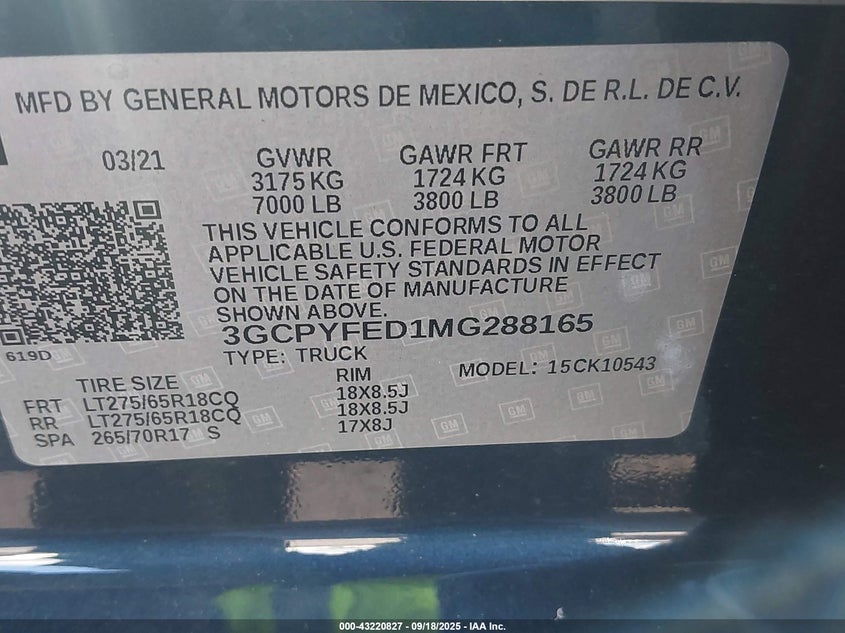 MFD BY GENERAL MOTORS DE MEXICO, S. DE R.L. DE C.V.
03/21 GVWR GAWR FRT GAWR RR
3175 KG 1724 KG 1724 KG
7000 LB 3800 LB 3800 LB
THIS VEHICLE CONFORMS TO ALL
APPLICABLE U.S. FEDERAL MOTOR
VEHICLE SAFETY STANDARDS IN EFFECT
ON THE DATE OF MANUFACTURE
SHOWN ABOVE.
3GCPYFED1MG288165
619D
TYPE: TRUCK MODEL: 15CK10543
TIRE SIZE RIM
FRT LT275/65R18CQ 18X8.5J
RR LT275/65R18CQ 18X8.5J
SPA 265/70R17 S 17X8J
000-43220827 - 09/18/2025 - IAA Inc.